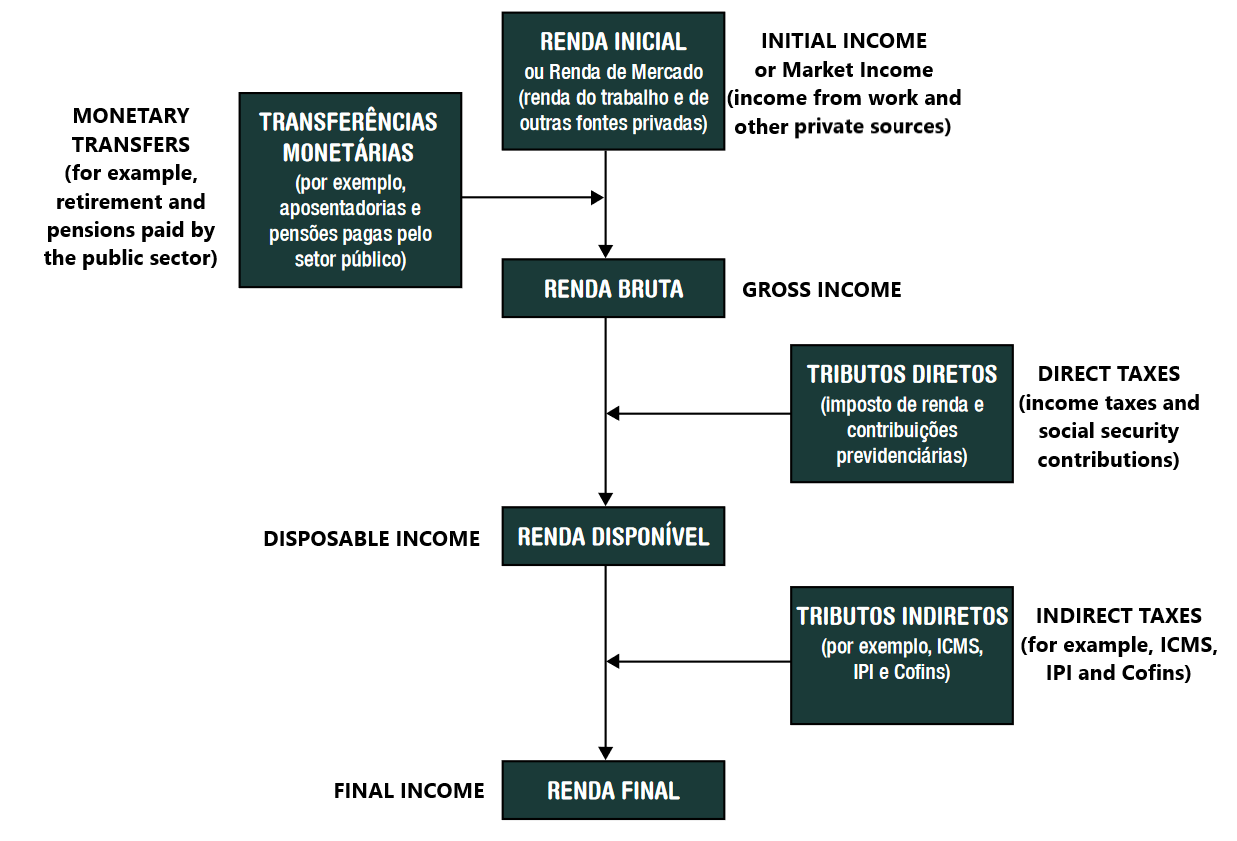 RENDA INICIAL
ou Renda de Mercado
(renda do trabalho e de
outras fontes privadas)
INITIAL INCOME
or Market Income
(income from work and
other private sources)
MONETARY
TRANSFERS
(for example,
retirement and
pensions paid by
the public sector)
TRANSFERÊNCIAS
MONETÁRIAS
(por exemplo,
aposentadorias e
pensões pagas pelo
setor público)
RENDA BRUTA
GROSS INCOME
TRIBUTOS DIRETOS
(imposto de renda e
contribuições
previdenciárias)
DIRECT TAXES
(income taxes and
social security
contributions)
DISPOSABLE INCOME
RENDA DISPONÍVEL
TRIBUTOS INDIRETOS
(por exemplo, ICMS,
IPI e Cofins)
INDIRECT TAXES
(for example, ICMS,
IPI and Cofins)
FINAL INCOME
RENDA FINAL